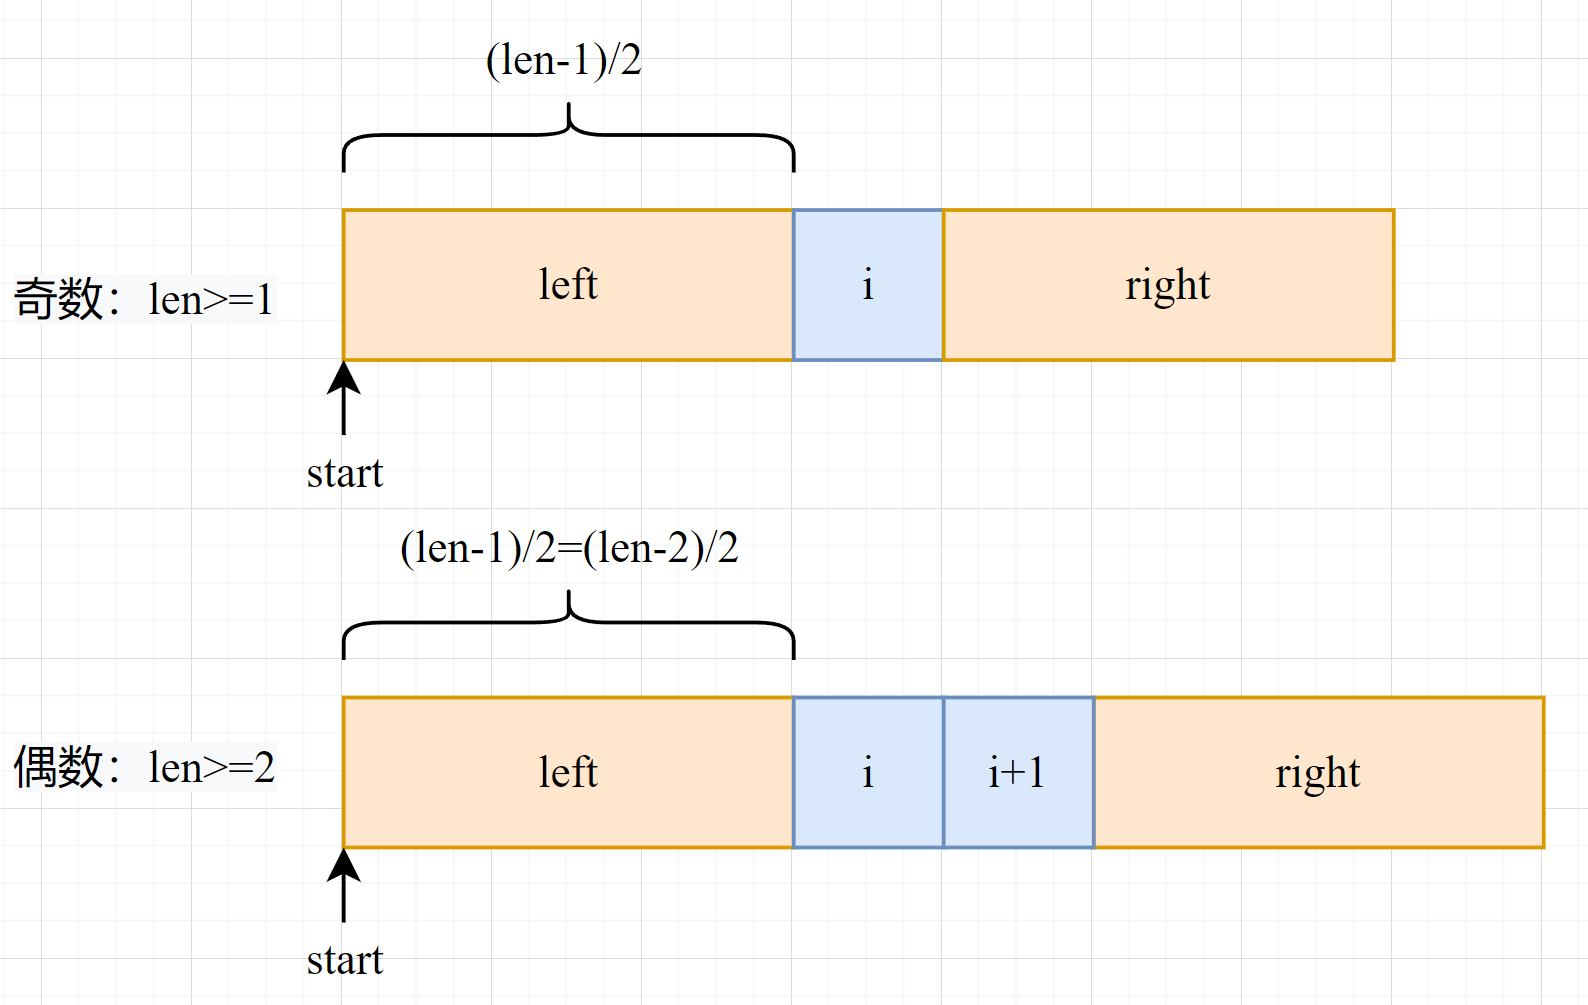 (len-1)/2
left
i
right
奇数：len>=1
start
(len-1)/2=(len-2)/2
left
i
i+1
right
偶数：len>=2
start